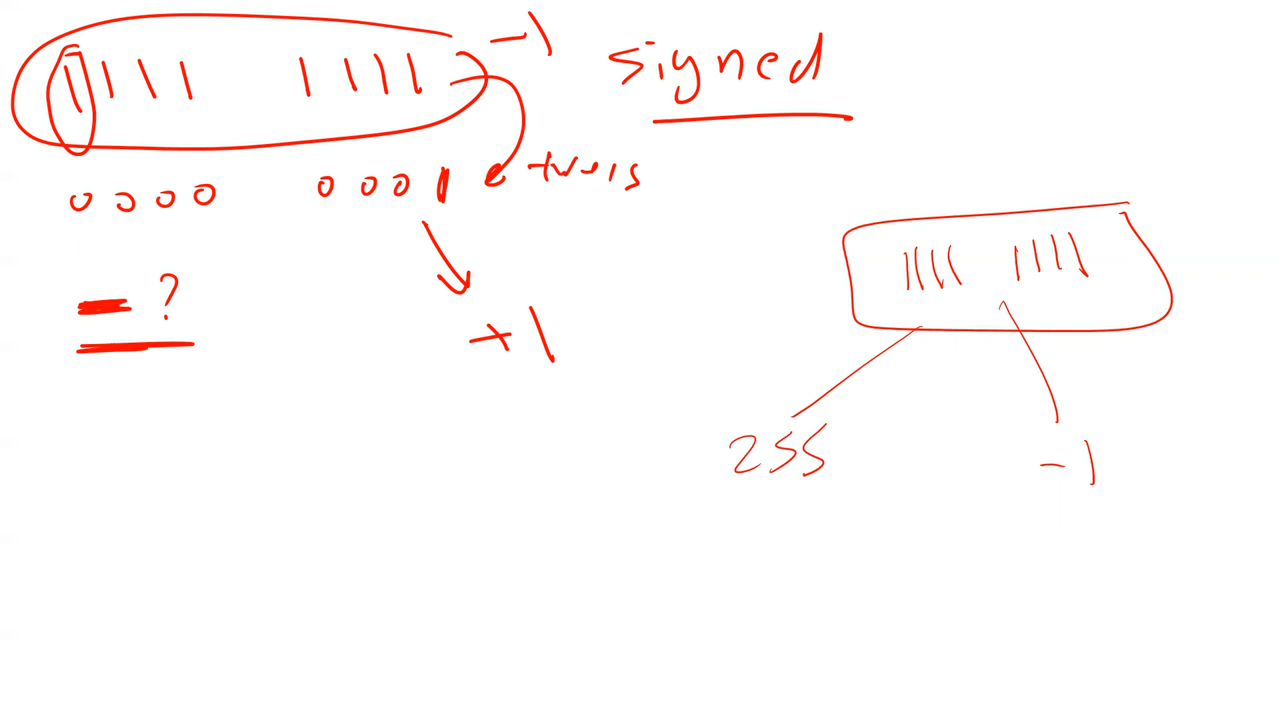 1111 1111 -1 signed
0000 0001 twos
- ?
+1
1111 1111
255 -1